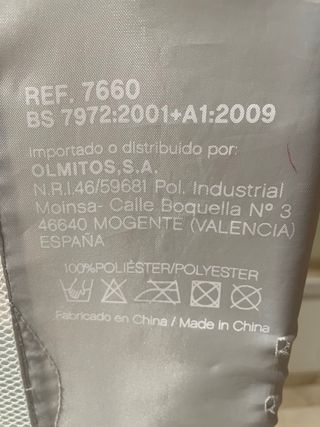 REF. 7660
BS 7972:2001+A1:2009
Importado o distribuido por:
OLMITOS,S.A.
N.R.I.46/59681 Pol. Industrial
Moinsa- Calle Boquella Nº 3
46640 MOGENTE (VALENCIA)
ESPAÑA
100%POLIÉSTER/POLYESTER
Fabricado en China / Made in China